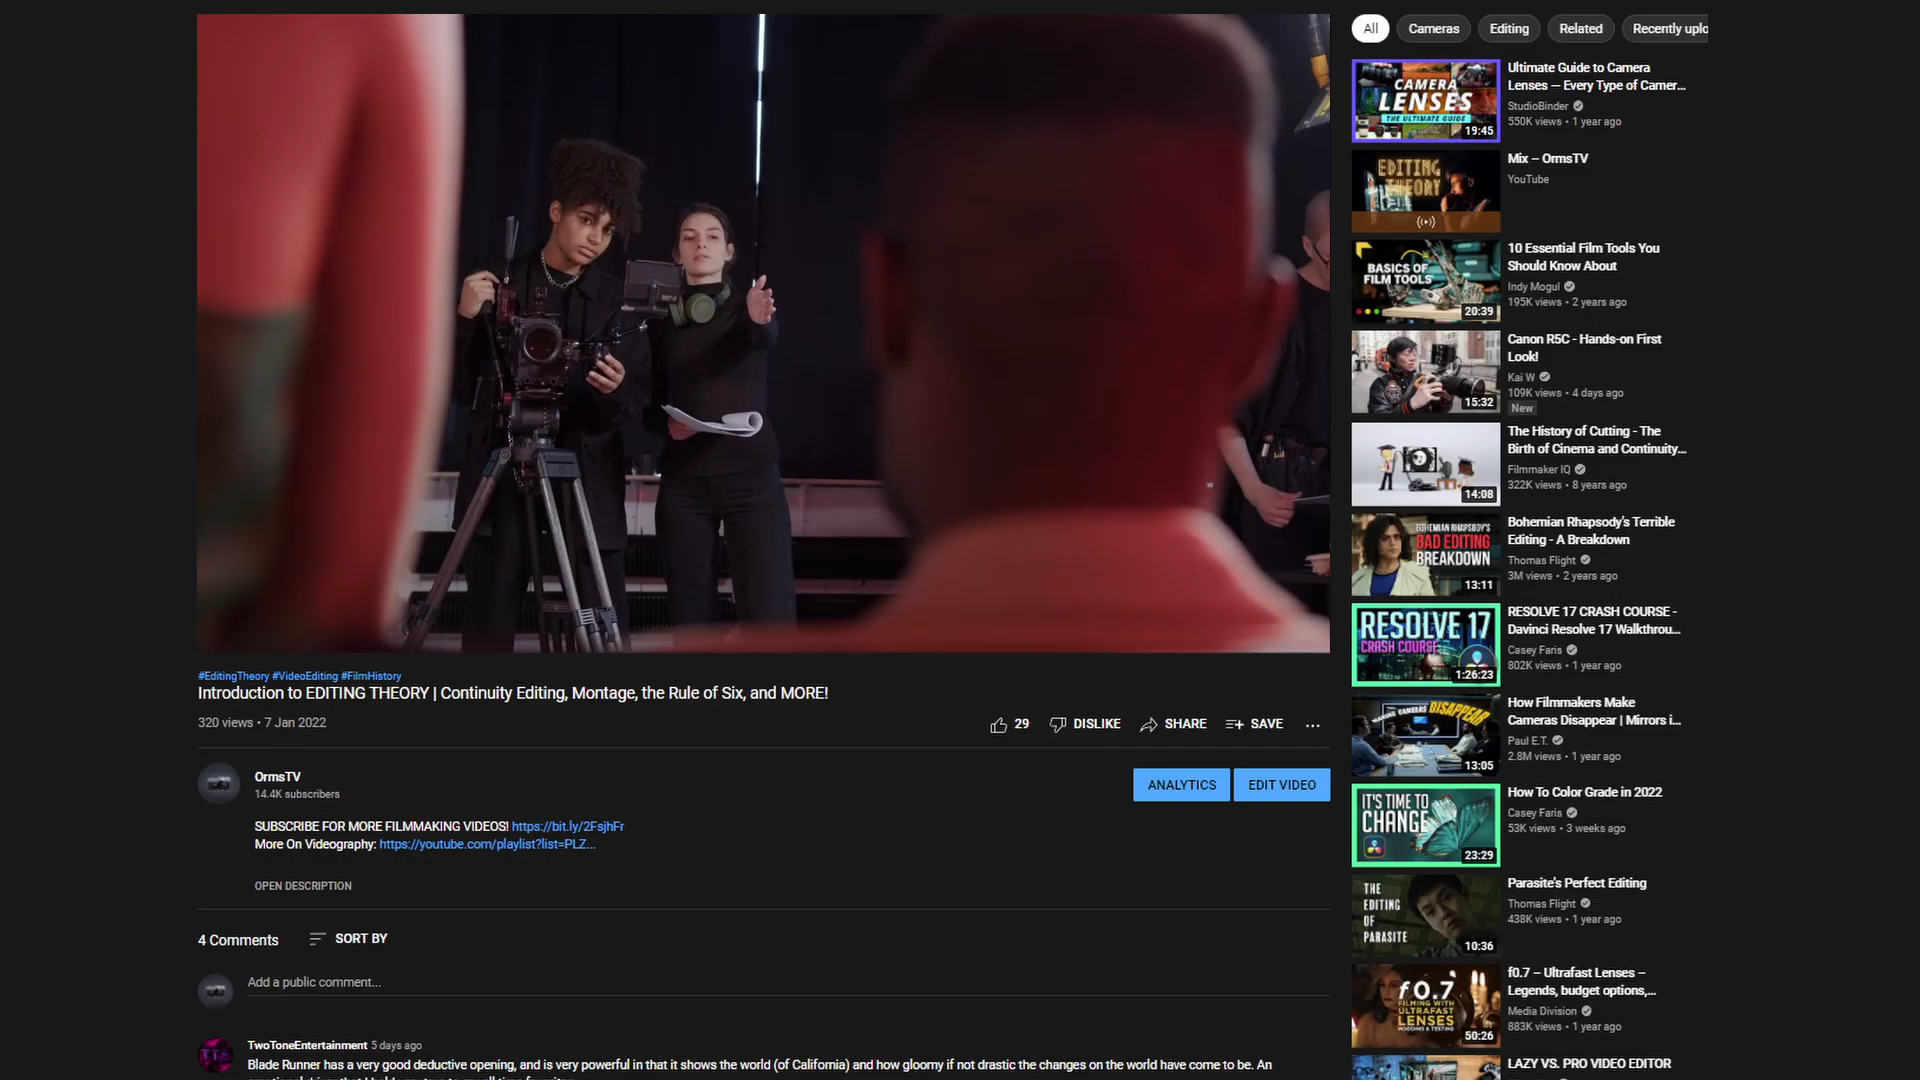 All
Cameras
Editing
Related
Recently uplo
CAMERA
LENSES
THE ULTIMATE GUIDE
19:45
Ultimate Guide to Camera
Lenses — Every Type of Camer...
StudioBinder
550K views • 1 year ago
EDITING
THEORY
Mix – OrmsTV
YouTube
BASICS OF
FILM TOOLS
20:39
10 Essential Film Tools You
Should Know About
Indy Mogul
195K views • 2 years ago
15:32
Canon R5C - Hands-on First
Look!
Kai W
109K views • 4 days ago
New
14:08
The History of Cutting - The
Birth of Cinema and Continuity...
Filmmaker IQ
322K views • 8 years ago
BOHEMIAN RHAPSODY'S
BAD EDITING
BREAKDOWN
13:11
Bohemian Rhapsody's Terrible
Editing - A Breakdown
Thomas Flight
3M views • 2 years ago
RESOLVE 17
CRASH COURSE
1:26:23
RESOLVE 17 CRASH COURSE -
Davinci Resolve 17 Walkthrou...
Casey Faris
802K views • 1 year ago
MAKING CAMERAS DISAPPEAR
13:05
How Filmmakers Make
Cameras Disappear | Mirrors i...
Paul E.T.
2.8M views • 1 year ago
IT'S TIME TO
CHANGE
23:29
How To Color Grade in 2022
Casey Faris
53K views • 3 weeks ago
THE
EDITING
OF
PARASITE
10:36
Parasite's Perfect Editing
Thomas Flight
438K views • 1 year ago
f0.7
FILMING WITH
ULTRAFAST
LENSES
MODDING & TESTING
50:26
f0.7 – Ultrafast Lenses –
Legends, budget options,...
Media Division
883K views • 1 year ago
LAZY VS. PRO VIDEO EDITOR
#EditingTheory #VideoEditing #FilmHistory
Introduction to EDITING THEORY | Continuity Editing, Montage, the Rule of Six, and MORE!
320 views • 7 Jan 2022
29
DISLIKE
SHARE
SAVE
...
OrmsTV
14.4K subscribers
ANALYTICS
EDIT VIDEO
SUBSCRIBE FOR MORE FILMMAKING VIDEOS! https://bit.ly/2FsjhFr
More On Videography: https://youtube.com/playlist?list=PLZ...
OPEN DESCRIPTION
4 Comments
SORT BY
Add a public comment...
TwoToneEntertainment 5 days ago
Blade Runner has a very good deductive opening, and is very powerful in that it shows the world (of California) and how gloomy if not drastic the changes on the world have come to be. An